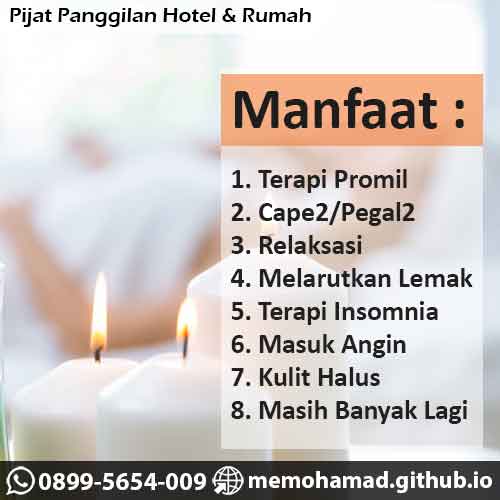 Pijat Panggilan Hotel & Rumah
Manfaat :
1. Terapi Promil
2. Cape2/Pegal2
3. Relaksasi
4. Melarutkan Lemak
5. Terapi Insomnia
6. Masuk Angin
7. Kulit Halus
8. Masih Banyak Lagi
0899-5654-009 memohamad.github.io